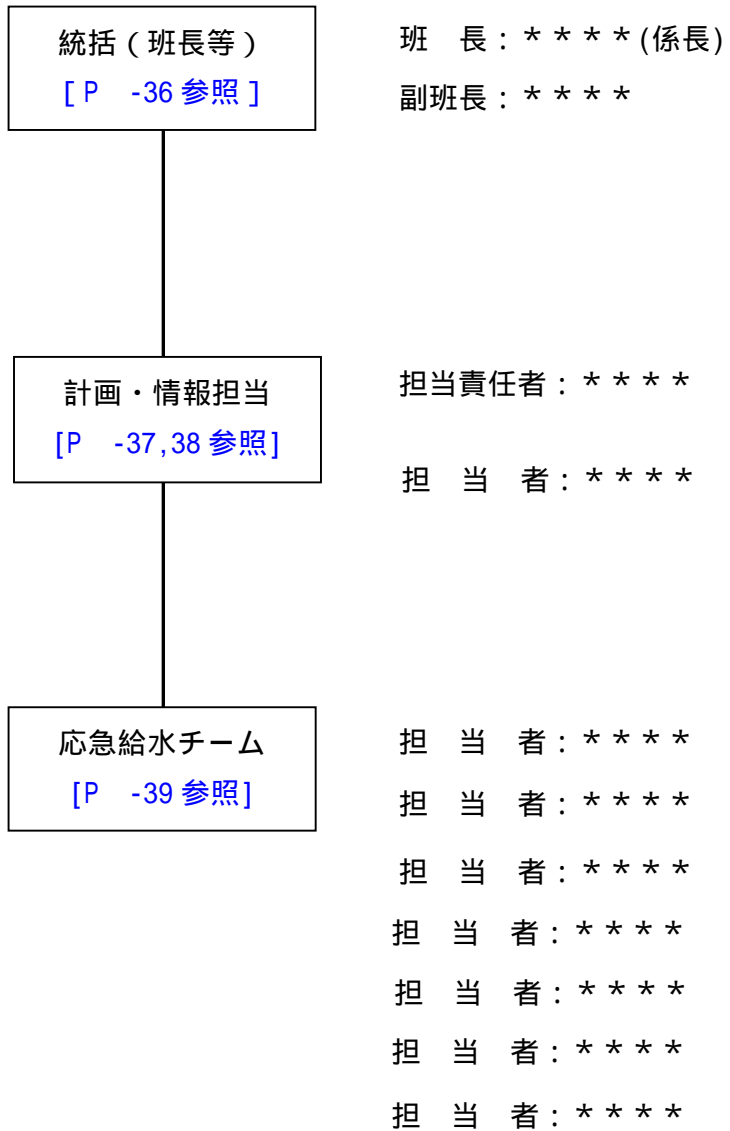 統括（班長等）
[P　-36 参照]
班　長：＊＊＊＊(係長)
副班長：＊＊＊＊
計画・情報担当
[P　-37,38 参照]
担当責任者：＊＊＊＊
担　当　者：＊＊＊＊
応急給水チーム
[P　-39 参照]
担　当　者：＊＊＊＊
担　当　者：＊＊＊＊
担　当　者：＊＊＊＊
担　当　者：＊＊＊＊
担　当　者：＊＊＊＊
担　当　者：＊＊＊＊
担　当　者：＊＊＊＊